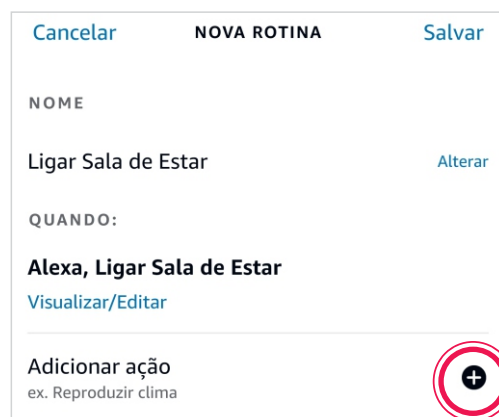 Cancelar NOVA ROTINA Salvar
NOME
Ligar Sala de Estar Alterar
QUANDO:
Alexa, Ligar Sala de Estar
Visualizar/Editar
Adicionar ação
ex. Reproduzir clima